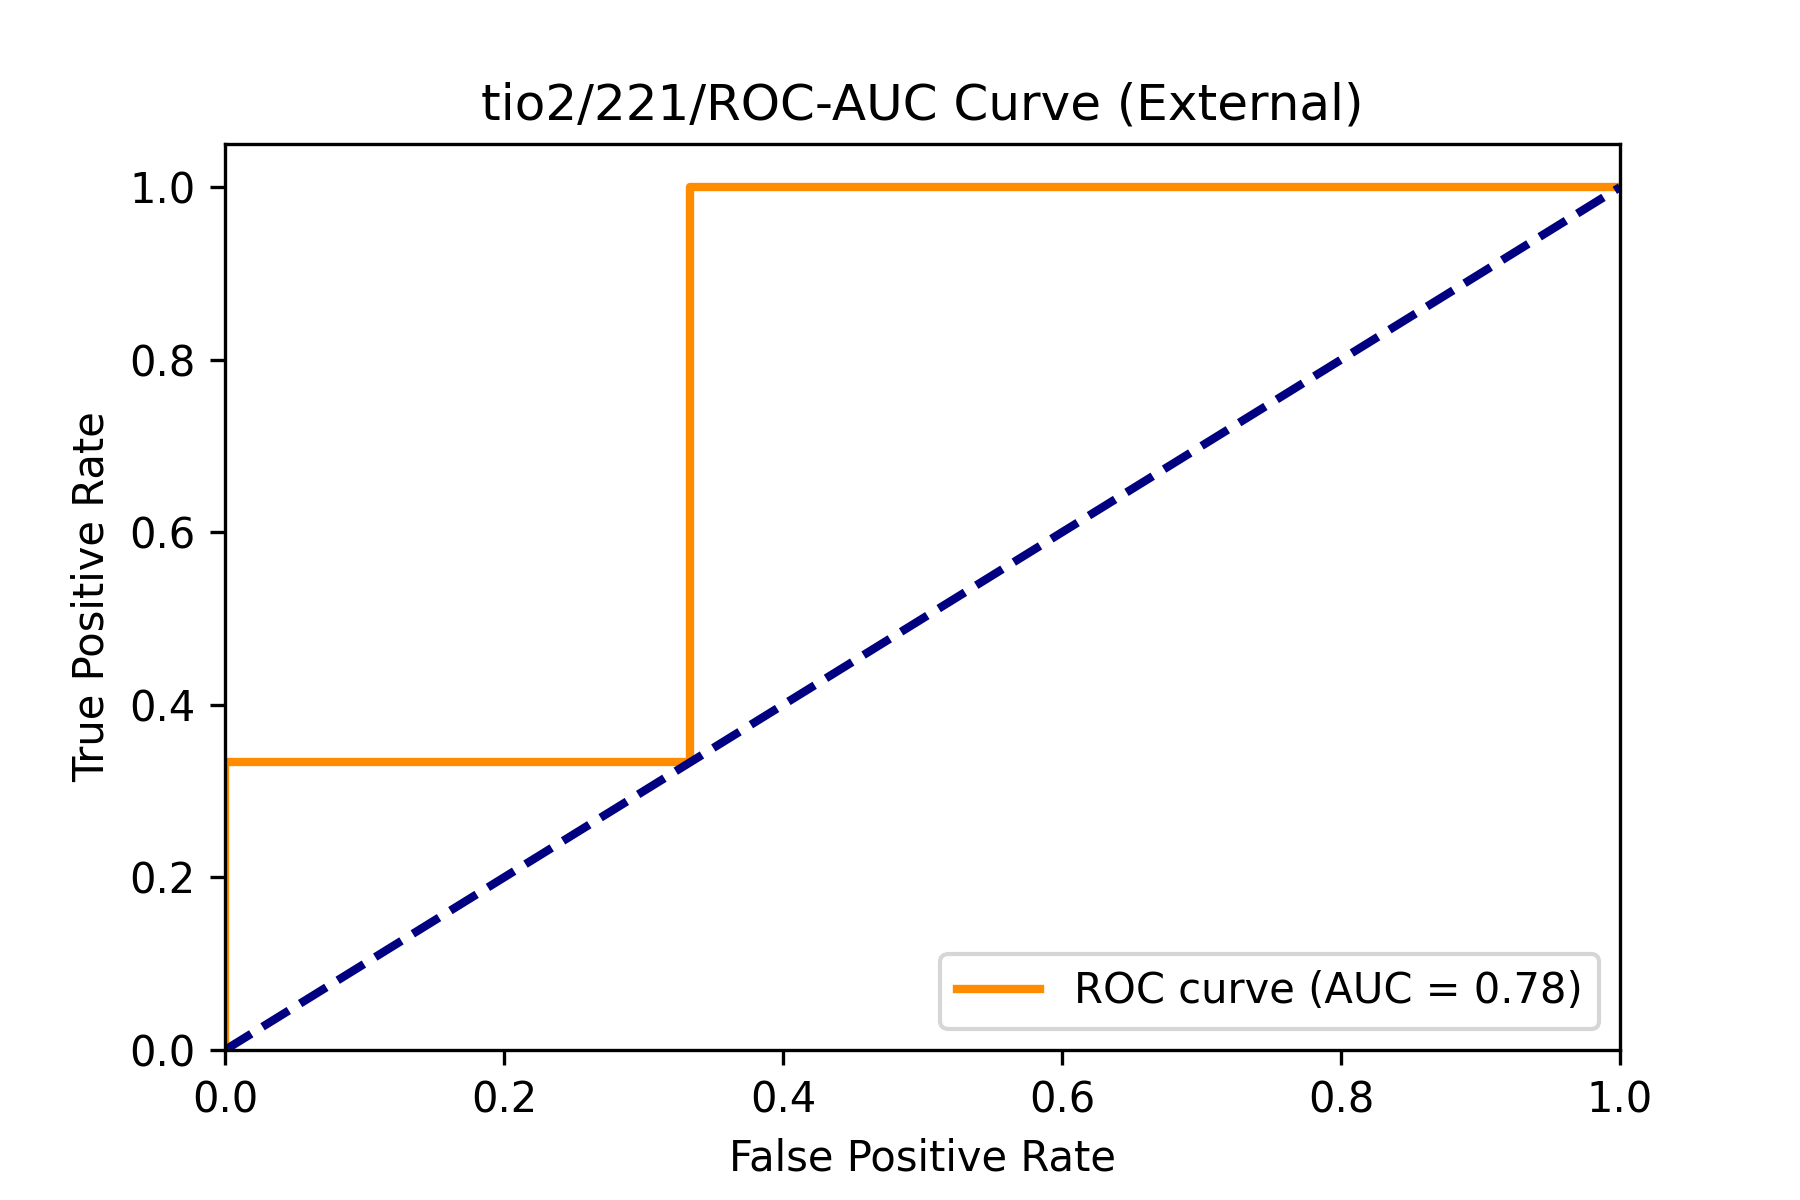 tio2/221/ROC-AUC Curve (External)
1.0
0.8
0.6
0.4
0.2
0.0
True Positive Rate
ROC curve (AUC = 0.78)
0.0 0.2 0.4 0.6 0.8 1.0
False Positive Rate